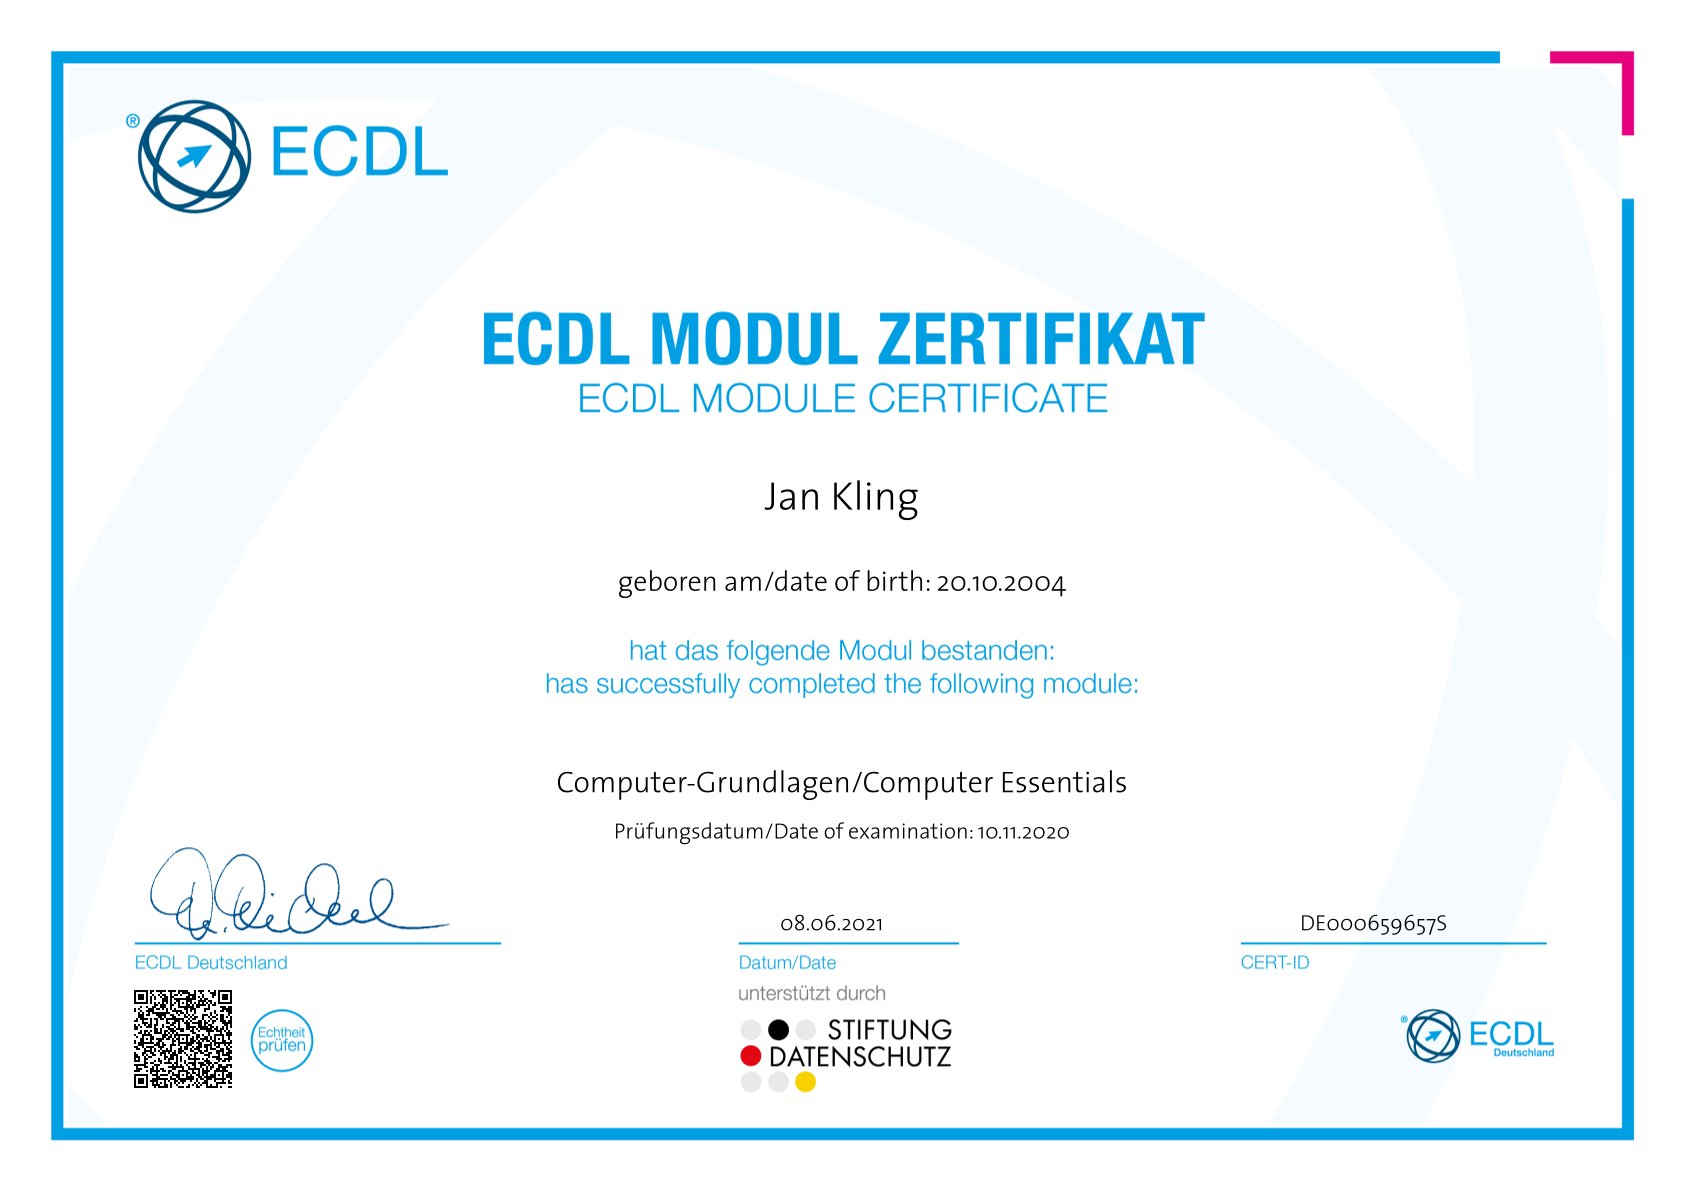 ® ECDL
ECDL MODUL ZERTIFIKAT
ECDL MODULE CERTIFICATE
Jan Kling
geboren am/date of birth: 20.10.2004
hat das folgende Modul bestanden:
has successfully completed the following module:
Computer-Grundlagen/Computer Essentials
Prüfungsdatum/Date of examination: 10.11.2020
08.06.2021
DE000659657S
ECDL Deutschland
Datum/Date
CERT-ID
unterstützt durch
Echtheit
prüfen
STIFTUNG
DATENSCHUTZ
® ECDL
Deutschland